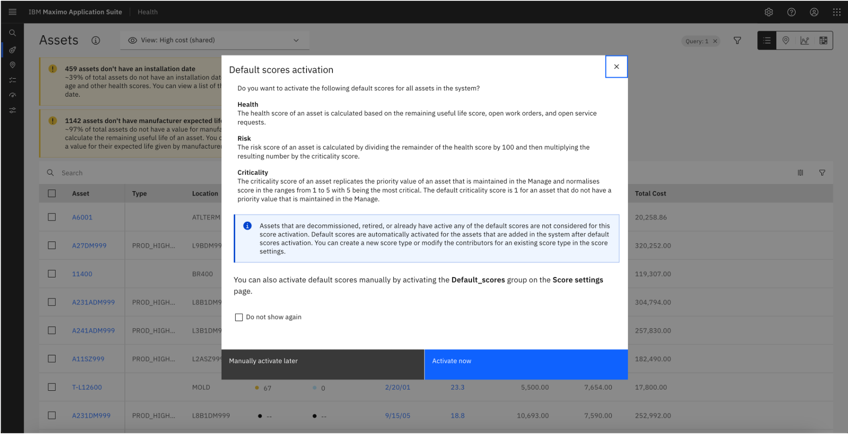 IBM Maximo Application Suite
Health
Assets
View: High cost (shared)
Query: 1
459 assets don't have an installation date
~39% of total assets do not have an installation dat
age and other health scores. You can view a list of th
date.
1142 assets don't have manufacturer expected life
~97% of total assets do not have a value for manufa
calculate the remaining useful life of an asset. You c
a value for their expected life given by manufacturer
Default scores activation
Do you want to activate the following default scores for all assets in the system?
Health
The health score of an asset is calculated based on the remaining useful life score, open work orders, and open service
requests.
Risk
The risk score of an asset is calculated by dividing the remainder of the health score by 100 and then multiplying the
resulting number by the criticality score.
Criticality
The criticality score of an asset replicates the priority value of an asset that is maintained in the Manage and normalises
score in the ranges from 1 to 5 with 5 being the most critical. The default criticality score is 1 for an asset that do not have a
priority value that is maintained in the Manage.
Assets that are decommissioned, retired, or already have active any of the default scores are not considered for this
score activation. Default scores are automatically activated for the assets that are added in the system after default
scores activation. You can create a new score type or modify the contributors for an existing score type in the score
settings.
You can also activate default scores manually by activating the Default_scores group on the Score settings
page.
Do not show again
Manually activate later
Activate now
Search
Asset Type Location Total Cost
A6001 ATLTERM 20,258.86
A27DM999 PROD_HIGH... L9BDM99 320,252.00
11400 BR400 119,307.00
A231ADM999 PROD_HIGH... L8B1DM9 304,794.00
A241ADM999 PROD_HIGH... L3B1DM9 257,830.00
A115Z999 PROD_HIGH... L2A5Z99 182,490.00
T-L12600 MOLD 67 0 2/20/01 23.3 5,500.00 7,654.00 17,800.00
A231DM999 PROD_HIGH... L8B1DM999 -- -- 9/15/05 18.8 10,693.00 7,590.00 252,992.00